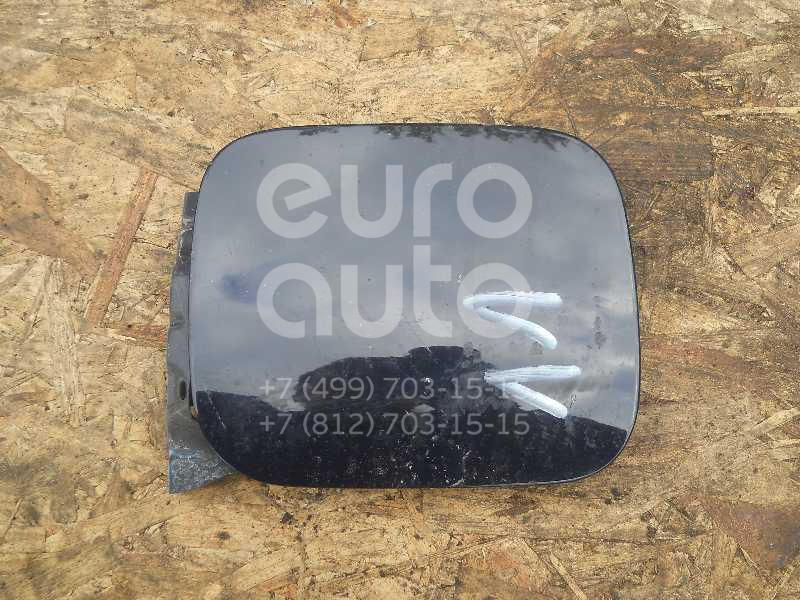 euro
auto
+7 (499) 703-15-15
+7 (812) 703-15-15